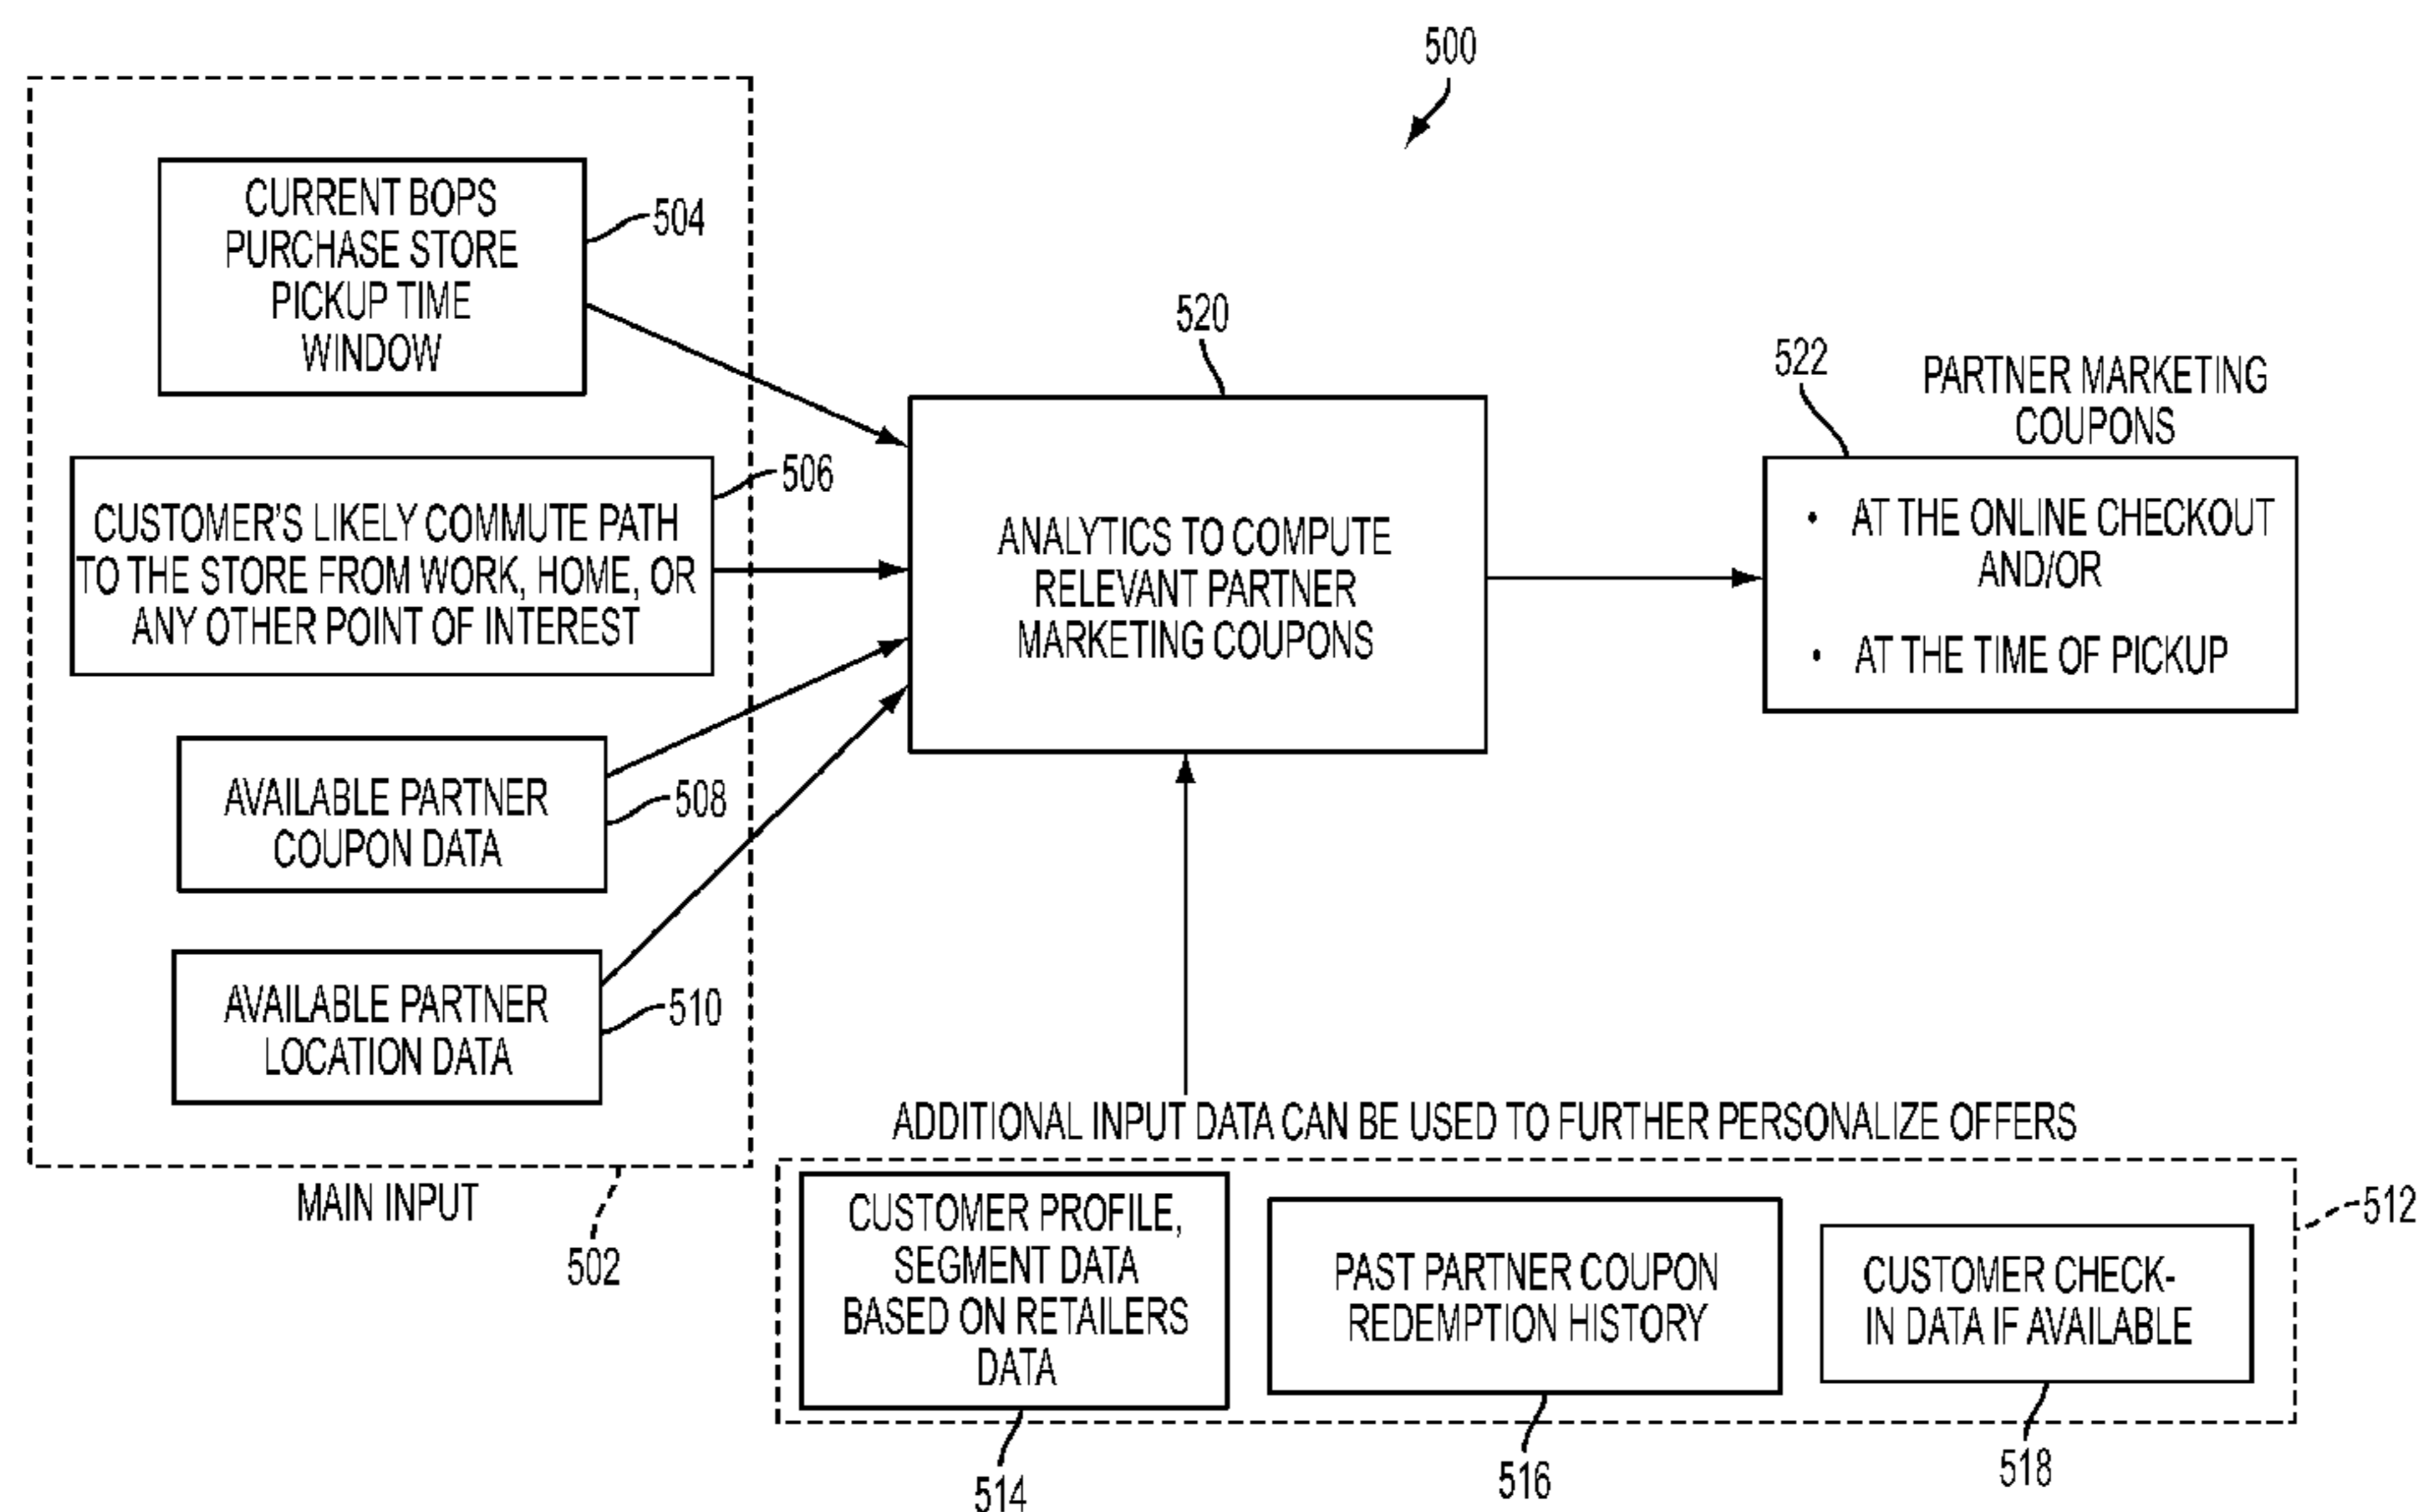 500
CURRENT BOPS
PURCHASE STORE
PICKUP TIME
WINDOW
504
CUSTOMER'S LIKELY COMMUTE PATH
TO THE STORE FROM WORK, HOME, OR
ANY OTHER POINT OF INTEREST
506
AVAILABLE PARTNER
COUPON DATA
508
AVAILABLE PARTNER
LOCATION DATA
510
MAIN INPUT
502
520
ANALYTICS TO COMPUTE
RELEVANT PARTNER
MARKETING COUPONS
522
PARTNER MARKETING
COUPONS
• AT THE ONLINE CHECKOUT
AND/OR
• AT THE TIME OF PICKUP
ADDITIONAL INPUT DATA CAN BE USED TO FURTHER PERSONALIZE OFFERS
512
CUSTOMER PROFILE,
SEGMENT DATA
BASED ON RETAILERS
DATA
514
PAST PARTNER COUPON
REDEMPTION HISTORY
516
CUSTOMER CHECK-
IN DATA IF AVAILABLE
518